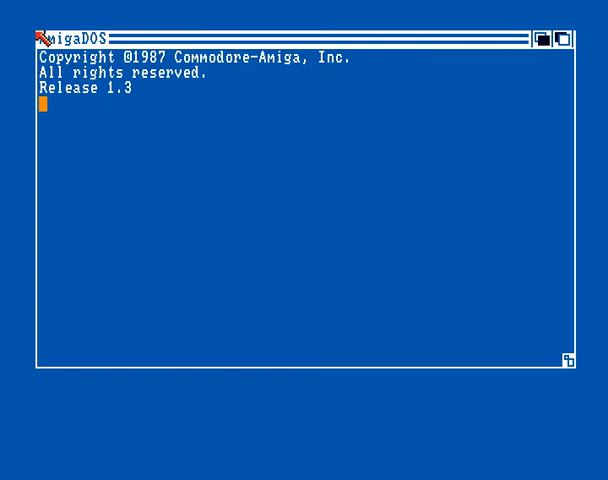 AmigaDOS
Copyright ©1987 Commodore-Amiga, Inc.
All rights reserved.
Release 1.3